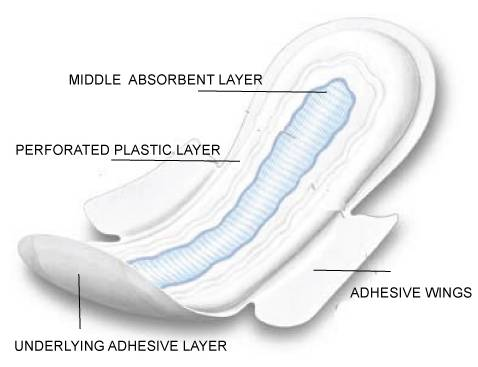 MIDDLE ABSORBENT LAYER
PERFORATED PLASTIC LAYER
ADHESIVE WINGS
UNDERLYING ADHESIVE LAYER